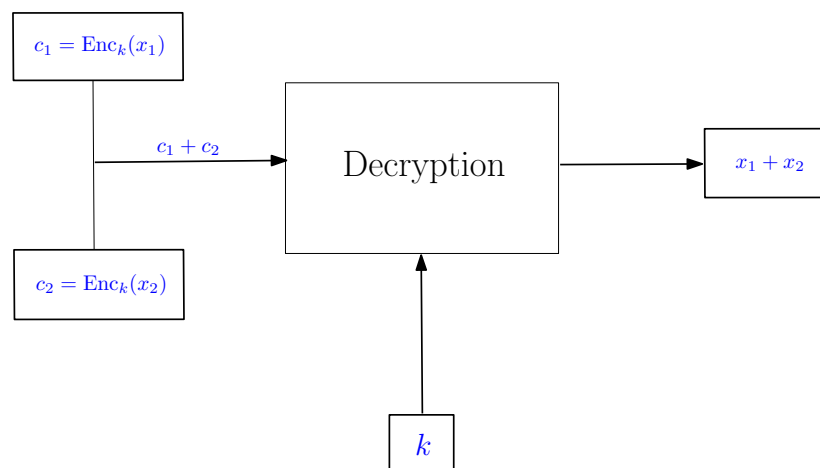 c₁ = Encₖ(x₁)
c₁ + c₂
Decryption
x₁ + x₂
c₂ = Encₖ(x₂)
k